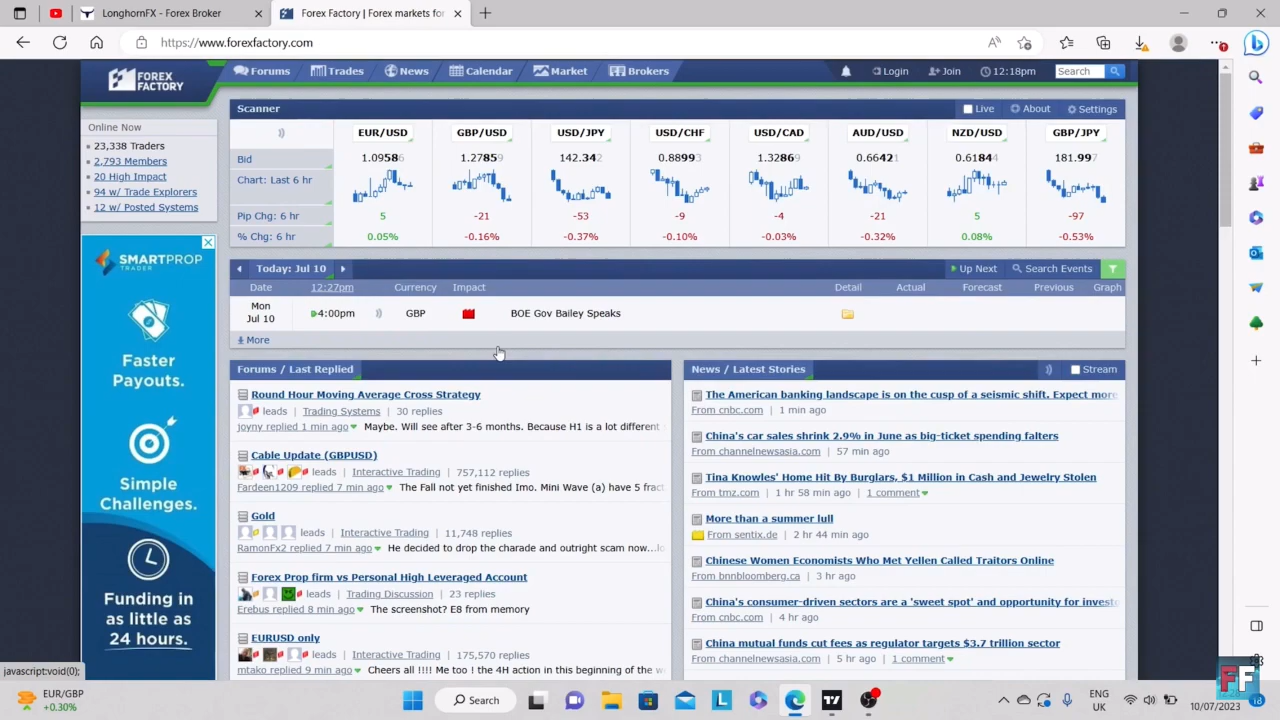 LonghornFX - Forex Broker
Forex Factory | Forex markets for
https://www.forexfactory.com
FOREX
FACTORY
Forums
Trades
News
Calendar
Market
Brokers
Login
Join
12:18pm
Search
Online Now
23,338 Traders
2,793 Members
20 High Impact
94 w/ Trade Explorers
12 w/ Posted Systems
SMARTPROP
TRADER
Faster
Payouts.
Simple
Challenges.
Funding in
as little as
24 hours.
Scanner
Live
About
Settings
EUR/USD GBP/USD USD/JPY USD/CHF USD/CAD AUD/USD NZD/USD GBP/JPY
Bid 1.09586 1.27859 142.342 0.88993 1.32869 0.66421 0.61844 181.997
Chart: Last 6 hr
Pip Chg: 6 hr 5 -21 -53 -9 -4 -21 5 -97
% Chg: 6 hr 0.05% -0.16% -0.37% -0.10% -0.03% -0.32% 0.08% -0.53%
Today: Jul 10
Up Next
Search Events
Date 12:27pm Currency Impact Detail Actual Forecast Previous Graph
Mon
Jul 10
4:00pm GBP BOE Gov Bailey Speaks
More
Forums / Last Replied
Round Hour Moving Average Cross Strategy
leads | Trading Systems | 30 replies
joyny replied 1 min ago Maybe. Will see after 3-6 months. Because H1 is a lot different
Cable Update (GBPUSD)
leads | Interactive Trading | 757,112 replies
Fardeen1209 replied 7 min ago The Fall not yet finished Imo. Mini Wave (a) have 5 fract
Gold
leads | Interactive Trading | 11,748 replies
RamonFx2 replied 7 min ago He decided to drop the charade and outright scam now...lo
Forex Prop firm vs Personal High Leveraged Account
leads | Trading Discussion | 23 replies
Erebus replied 8 min ago The screenshot? E8 from memory
EURUSD only
leads | Interactive Trading | 175,570 replies
mtako replied 9 min ago Cheers all !!!! Me too ! the 4H action in this beginning of the w
News / Latest Stories
Stream
The American banking landscape is on the cusp of a seismic shift. Expect more
From cnbc.com | 1 min ago
China's car sales shrink 2.9% in June as big-ticket spending falters
From channelnewsasia.com | 57 min ago
Tina Knowles' Home Hit By Burglars, $1 Million in Cash and Jewelry Stolen
From tmz.com | 1 hr 58 min ago | 1 comment
More than a summer lull
From sentix.de | 2 hr 44 min ago
Chinese Women Economists Who Met Yellen Called Traitors Online
From bnnbloomberg.ca | 3 hr ago
China's consumer-driven sectors are a 'sweet spot' and opportunity for invest
From cnbc.com | 4 hr ago
China mutual funds cut fees as regulator targets $3.7 trillion sector
From channelnewsasia.com | 5 hr ago | 1 comment
javascript:void(0);
EUR/GBP
+0.30%
Search
ENG
UK
10/07/2023
FF